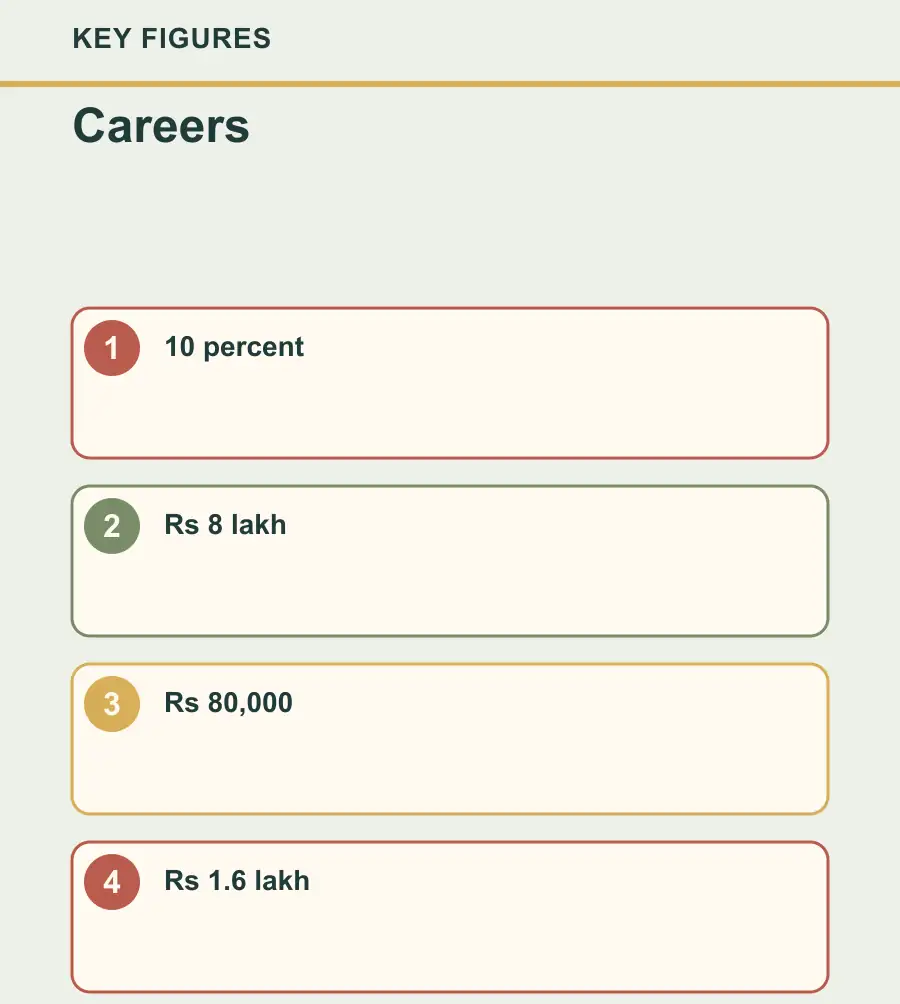 KEY FIGURES
Careers
1 10 percent
2 Rs 8 lakh
3 Rs 80,000
4 Rs 1.6 lakh